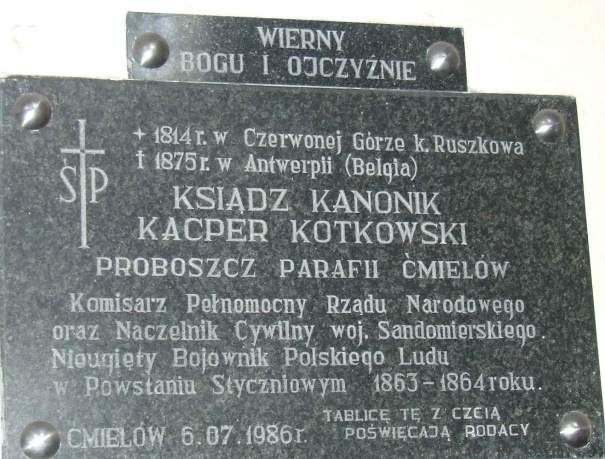 WIERNY
BOGU I OJCZYŹNIE
+ 1814 r. w Czerwonej Górze k. Ruszkowa
† 1875 r. w Antwerpii (Belgia)
Ś P
KSIĄDZ KANONIK
KACPER KOTKOWSKI
PROBOSZCZ PARAFII ĆMIELÓW
Komisarz Pełnomocny Rządu Narodowego
oraz Naczelnik Cywilny woj. Sandomierskiego.
Nieugięty Bojownik Polskiego Ludu
w Powstaniu Styczniowym 1863-1864 roku.
TABLICĘ TĘ Z CZCIĄ
ĆMIELÓW 6.07.1986 r. POŚWIĘCAJĄ RODACY